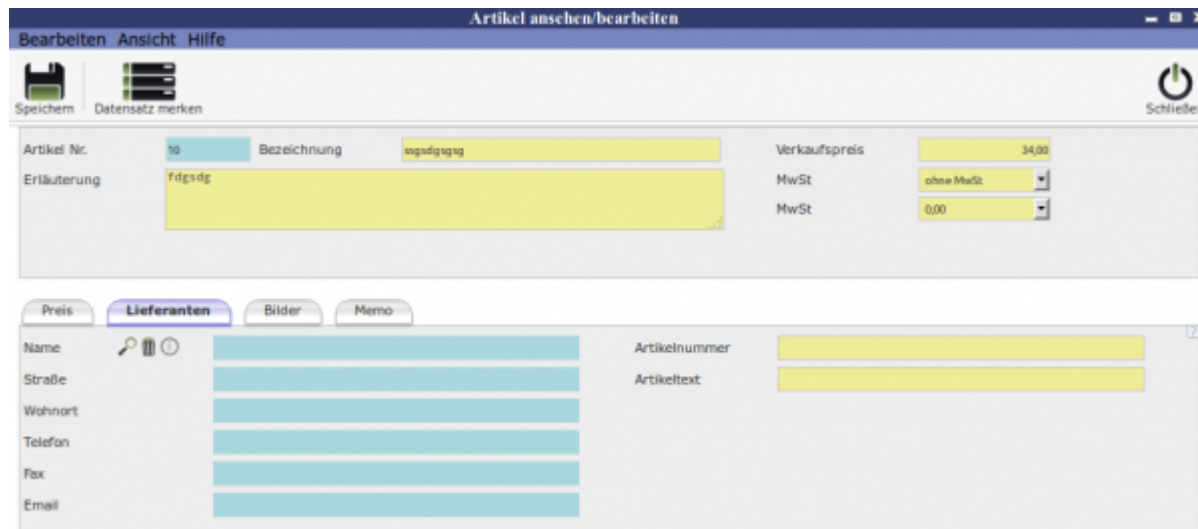 Artikel ansehen/bearbeiten
Bearbeiten Ansicht Hilfe
Speichern Datensatz merken Schließen
Artikel Nr. 10 Bezeichnung ssgsdgsgsg Verkaufspreis 34,00
Erläuterung fdgsdg MwSt ohne MwSt
MwSt 0,00
Preis Lieferanten Bilder Memo
Name Artikelnummer
Straße Artikeltext
Wohnort
Telefon
Fax
Email